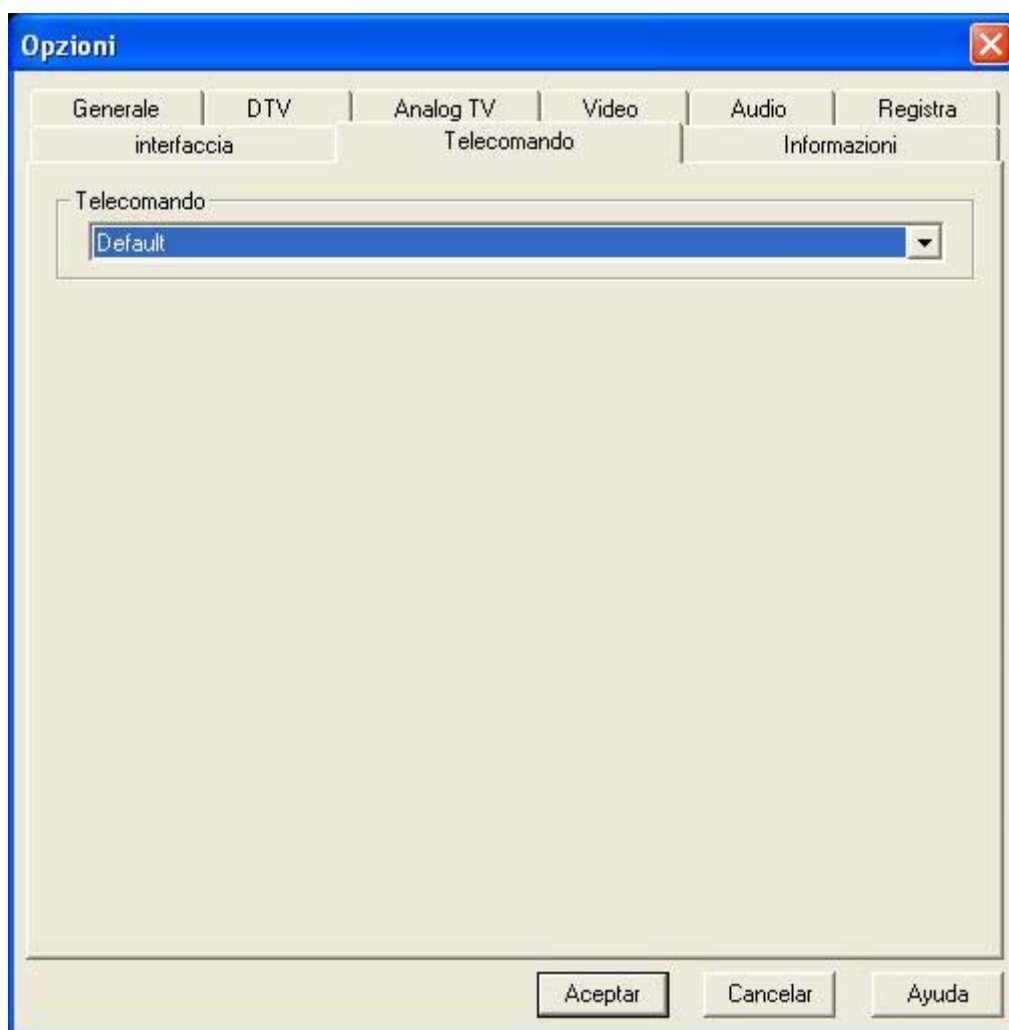 Opzioni
Generale DTV Analog TV Video Audio Registra
interfaccia Telecomando Informazioni
Telecomando
Default
Aceptar Cancelar Ayuda